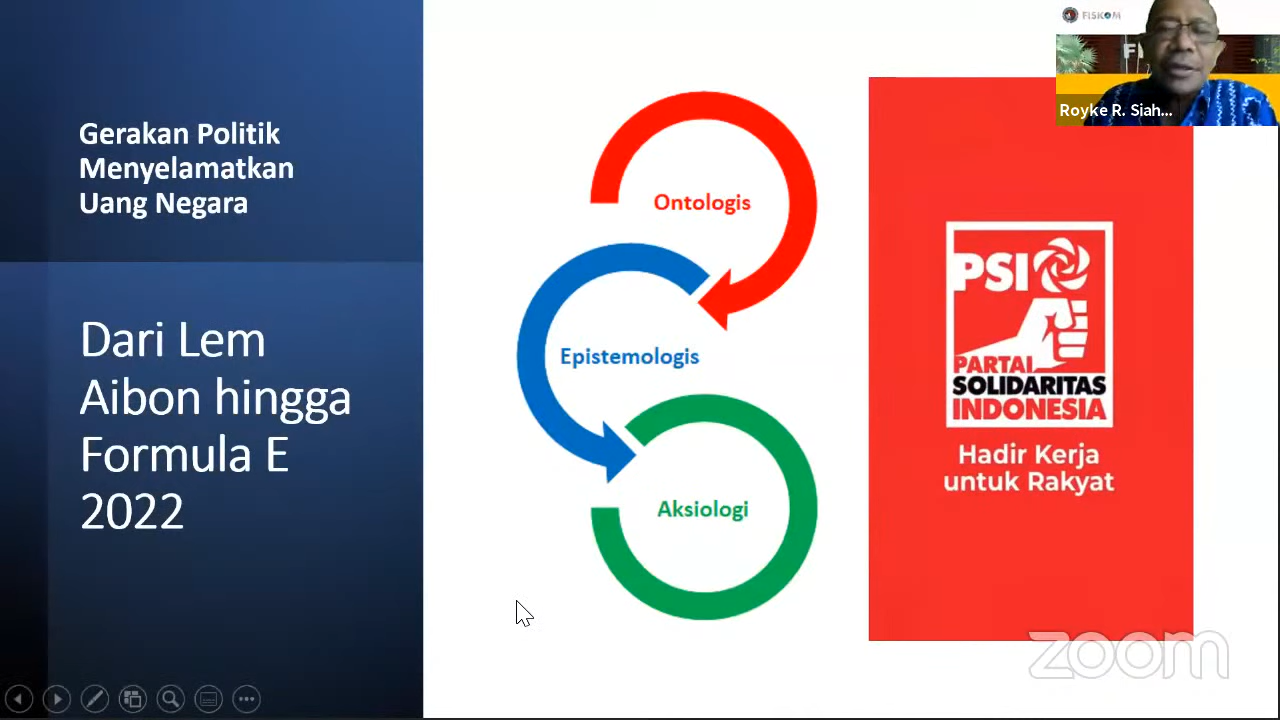 Gerakan Politik
Menyelamatkan
Uang Negara
Dari Lem
Aibon hingga
Formula E
2022
Ontologis
Epistemologis
Aksiologi
FISKOM
F
Royke R. Siah...
PSI
PARTAI
SOLIDARITAS
INDONESIA
Hadir Kerja
untuk Rakyat
zoom